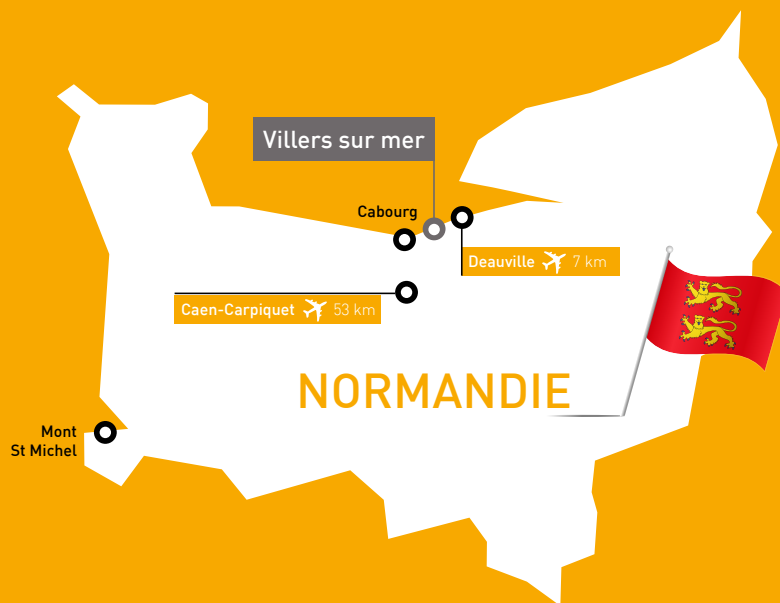 Villers sur mer
Cabourg
Deauville 7 km
Caen-Carpiquet 53 km
NORMANDIE
Mont
St Michel